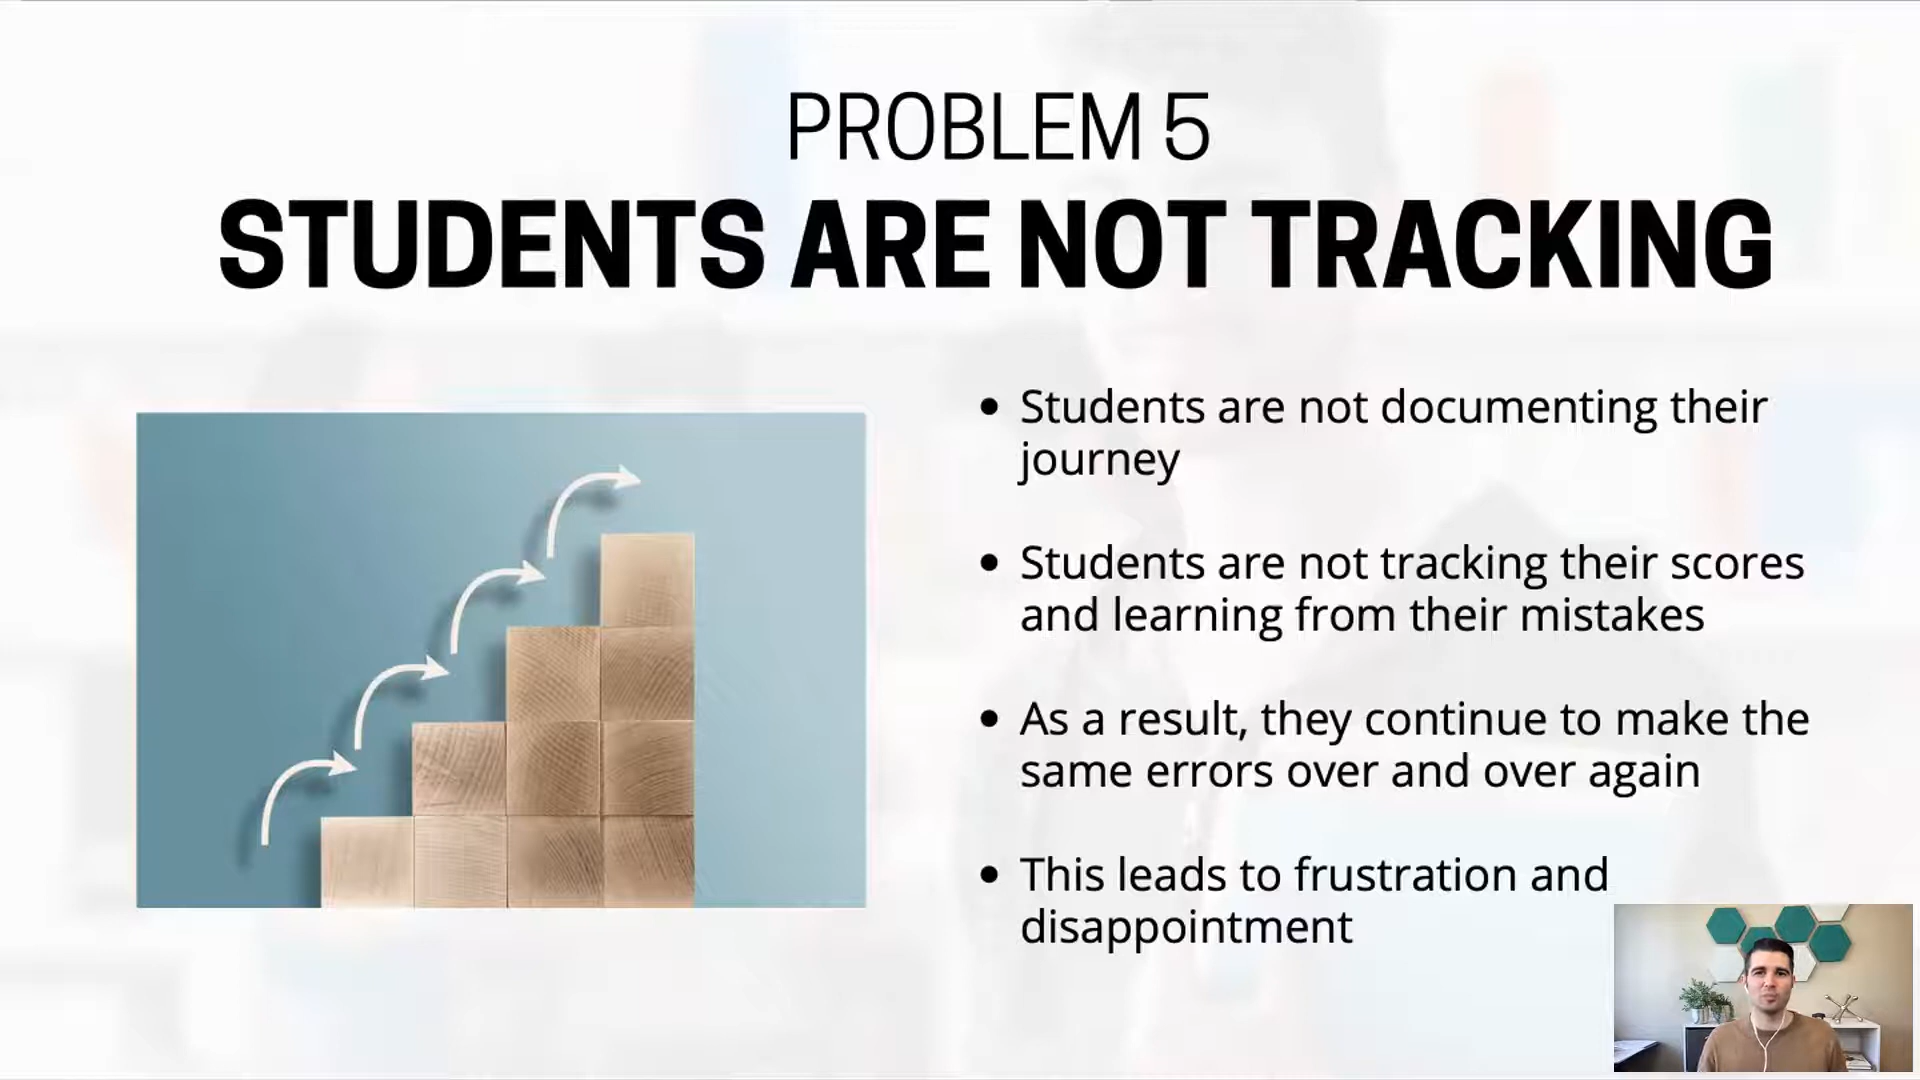 PROBLEM 5
STUDENTS ARE NOT TRACKING
• Students are not documenting their
journey
• Students are not tracking their scores
and learning from their mistakes
• As a result, they continue to make the
same errors over and over again
• This leads to frustration and
disappointment